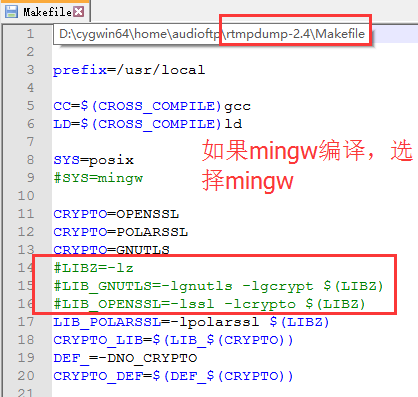 Makefile
1
D:\cygwin64\home\audioftp\rtmpdump-2.4\Makefile
2
3 prefix=/usr/local
4
5 CC=$(CROSS_COMPILE)gcc
6 LD=$(CROSS_COMPILE)ld
7
8 SYS=posix
9 #SYS=mingw
如果mingw编译，选
择mingw
10
11 CRYPTO=OPENSSL
12 CRYPTO=POLARSSL
13 CRYPTO=GNUTLS
14 #LIBZ=-lz
15 #LIB_GNUTLS=-lgnutls -lgcrypt $(LIBZ)
16 #LIB_OPENSSL=-lssl -lcrypto $(LIBZ)
17 LIB_POLARSSL=-lpolarssl $(LIBZ)
18 CRYPTO_LIB=$(LIB_$(CRYPTO))
19 DEF_=-DNO_CRYPTO
20 CRYPTO_DEF=$(DEF_$(CRYPTO))
21